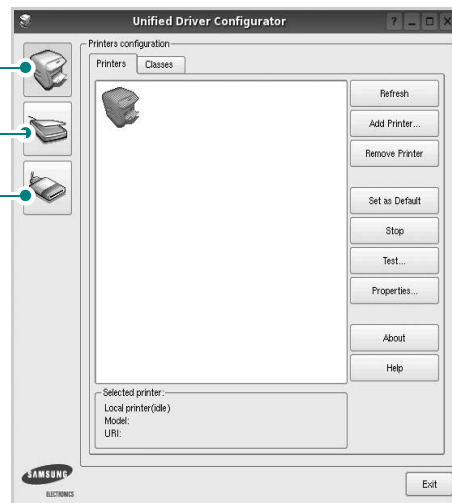 Unified Driver Configurator
Printers configuration
Printers Classes
Refresh
Add Printer...
Remove Printer
Set as Default
Stop
Test...
Properties...
About
Help
Selected printer:
Local printer(idle)
Model:
URI:
SAMSUNG
ELECTRONICS
Exit